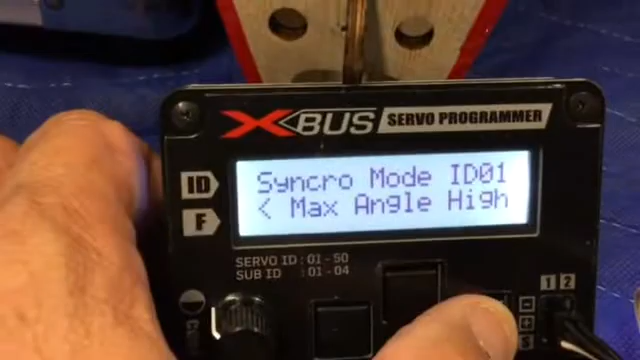 XBUS SERVO PROGRAMMER
ID
Syncro Mode ID01
F
< Max Angle High
SERVO ID : 01 - 50
SUB ID : 01 - 04
1 2
- + S